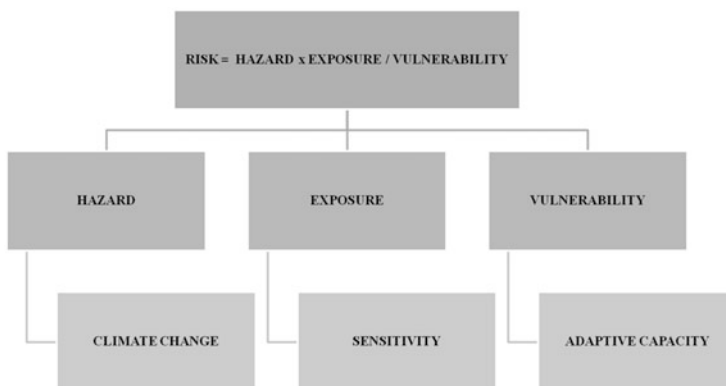 RISK = HAZARD x EXPOSURE / VULNERABILITY
HAZARD
EXPOSURE
VULNERABILITY
CLIMATE CHANGE
SENSITIVITY
ADAPTIVE CAPACITY